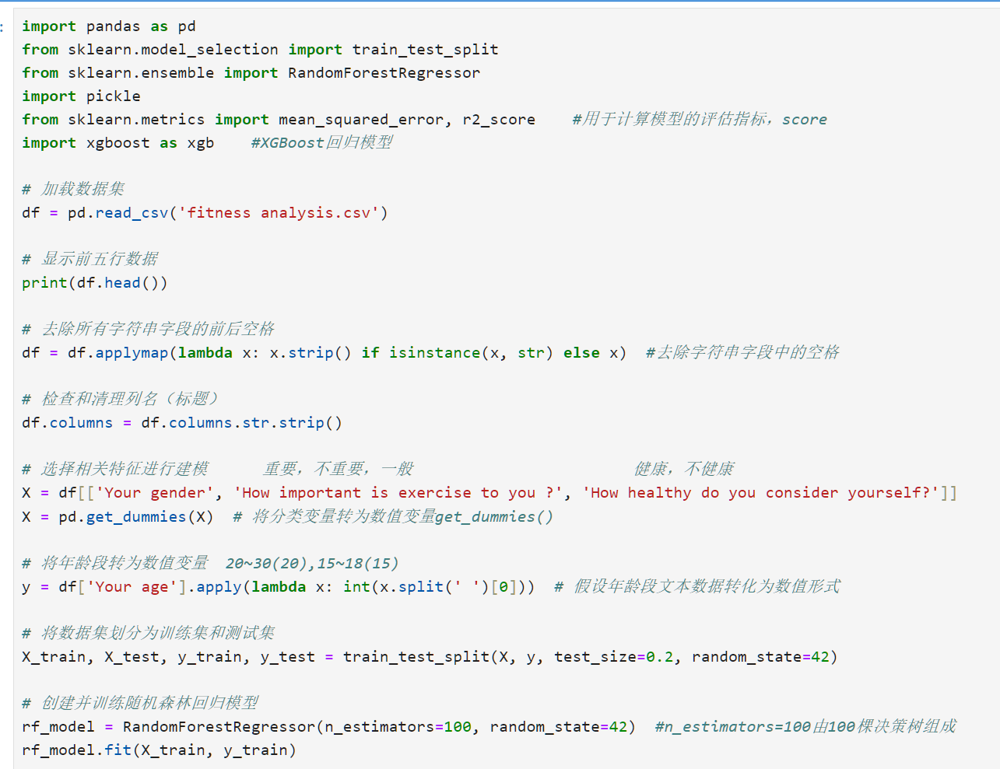 :
import pandas as pd
from sklearn.model_selection import train_test_split
from sklearn.ensemble import RandomForestRegressor
import pickle
from sklearn.metrics import mean_squared_error, r2_score    #用于计算模型的评估指标，score
import xgboost as xgb    #XGBoost回归模型

# 加载数据集
df = pd.read_csv('fitness analysis.csv')

# 显示前五行数据
print(df.head())

# 去除所有字符串字段的前后空格
df = df.applymap(lambda x: x.strip() if isinstance(x, str) else x)  #去除字符串字段中的空格

# 检查和清理列名（标题）
df.columns = df.columns.str.strip()

# 选择相关特征进行建模      重要，不重要，一般                        健康，不健康
X = df[['Your gender', 'How important is exercise to you ?', 'How healthy do you consider yourself?']]
X = pd.get_dummies(X)  # 将分类变量转为数值变量get_dummies()

# 将年龄段转为数值变量  20~30(20),15~18(15)
y = df['Your age'].apply(lambda x: int(x.split(' ')[0]))  # 假设年龄段文本数据转化为数值形式

# 将数据集划分为训练集和测试集
X_train, X_test, y_train, y_test = train_test_split(X, y, test_size=0.2, random_state=42)

# 创建并训练随机森林回归模型
rf_model = RandomForestRegressor(n_estimators=100, random_state=42)  #n_estimators=100由100棵决策树组成
rf_model.fit(X_train, y_train)